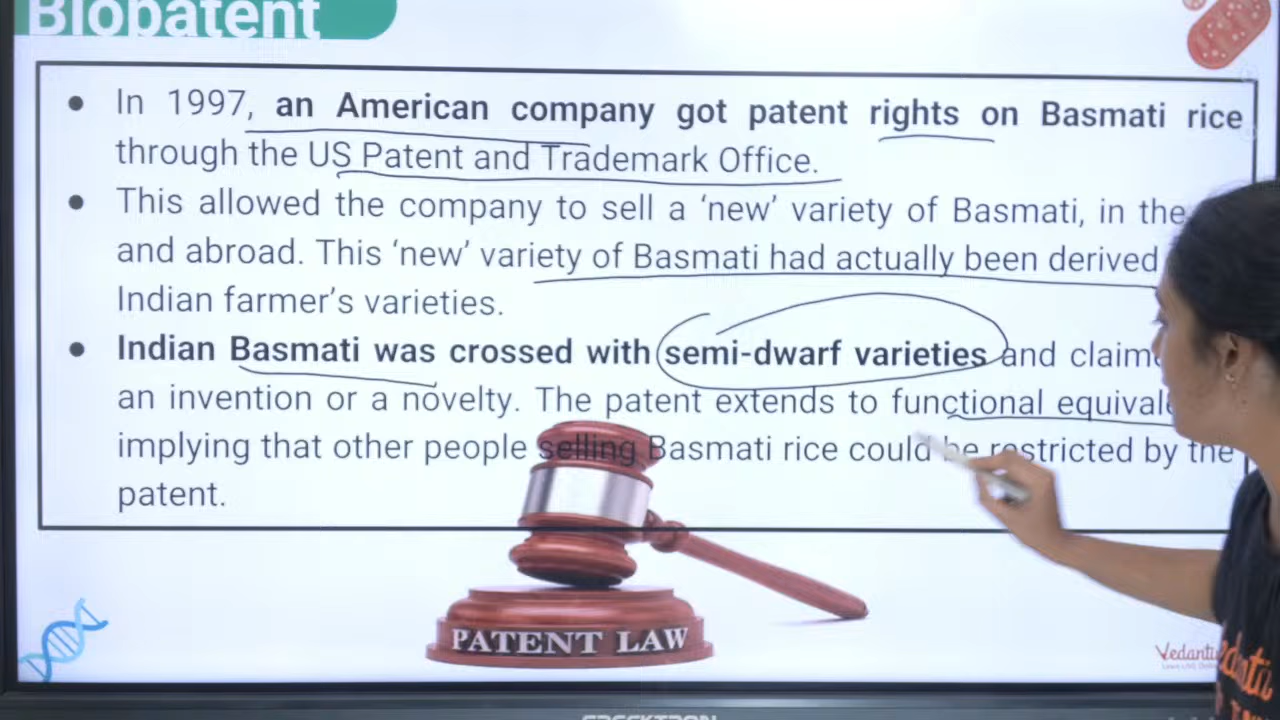 Biopatent
• In 1997, an American company got patent rights on Basmati rice
through the US Patent and Trademark Office.
• This allowed the company to sell a ‘new’ variety of Basmati, in the
and abroad. This ‘new’ variety of Basmati had actually been derived
Indian farmer’s varieties.
• Indian Basmati was crossed with semi-dwarf varieties and claim
an invention or a novelty. The patent extends to functional equival
implying that other people selling Basmati rice could be restricted by the
patent.
PATENT LAW
Vedantu